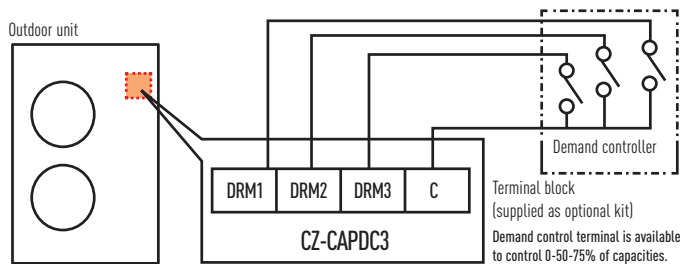 Outdoor unit
Demand controller
DRM1 DRM2 DRM3 C
CZ-CAPDC3
Terminal block
(supplied as optional kit)
Demand control terminal is available
to control 0-50-75% of capacities.